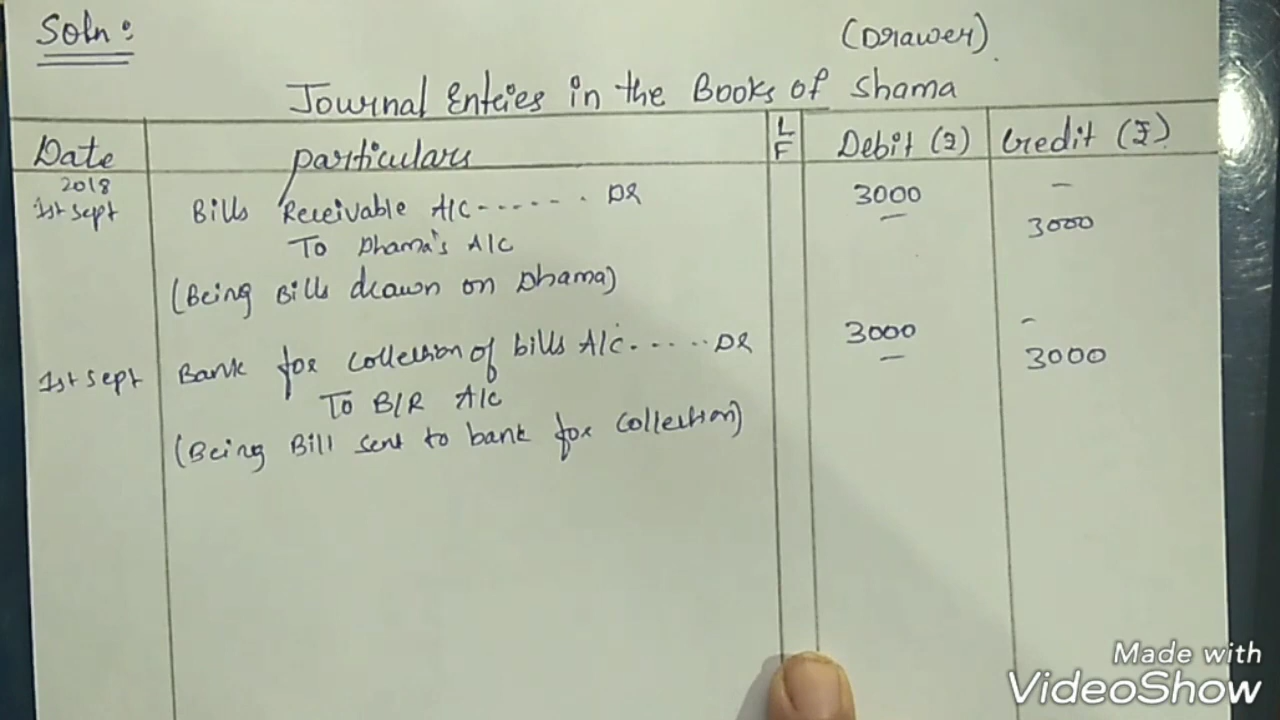 Soln:
(Drawer)
Journal Entries in the Books of Shama
Date Particulars LF Debit (₹) Credit (₹)
2018
1st Sept Bills Receivable A/C------. DR 3000 —
To Dhama's A/C — 3000
(Being Bills drawn on Dhama)
1st Sept Bank for collection of bills A/C......DR 3000 -
To B/R A/C — 3000
(Being Bill sent to bank for collection)
Made with
VideoShow